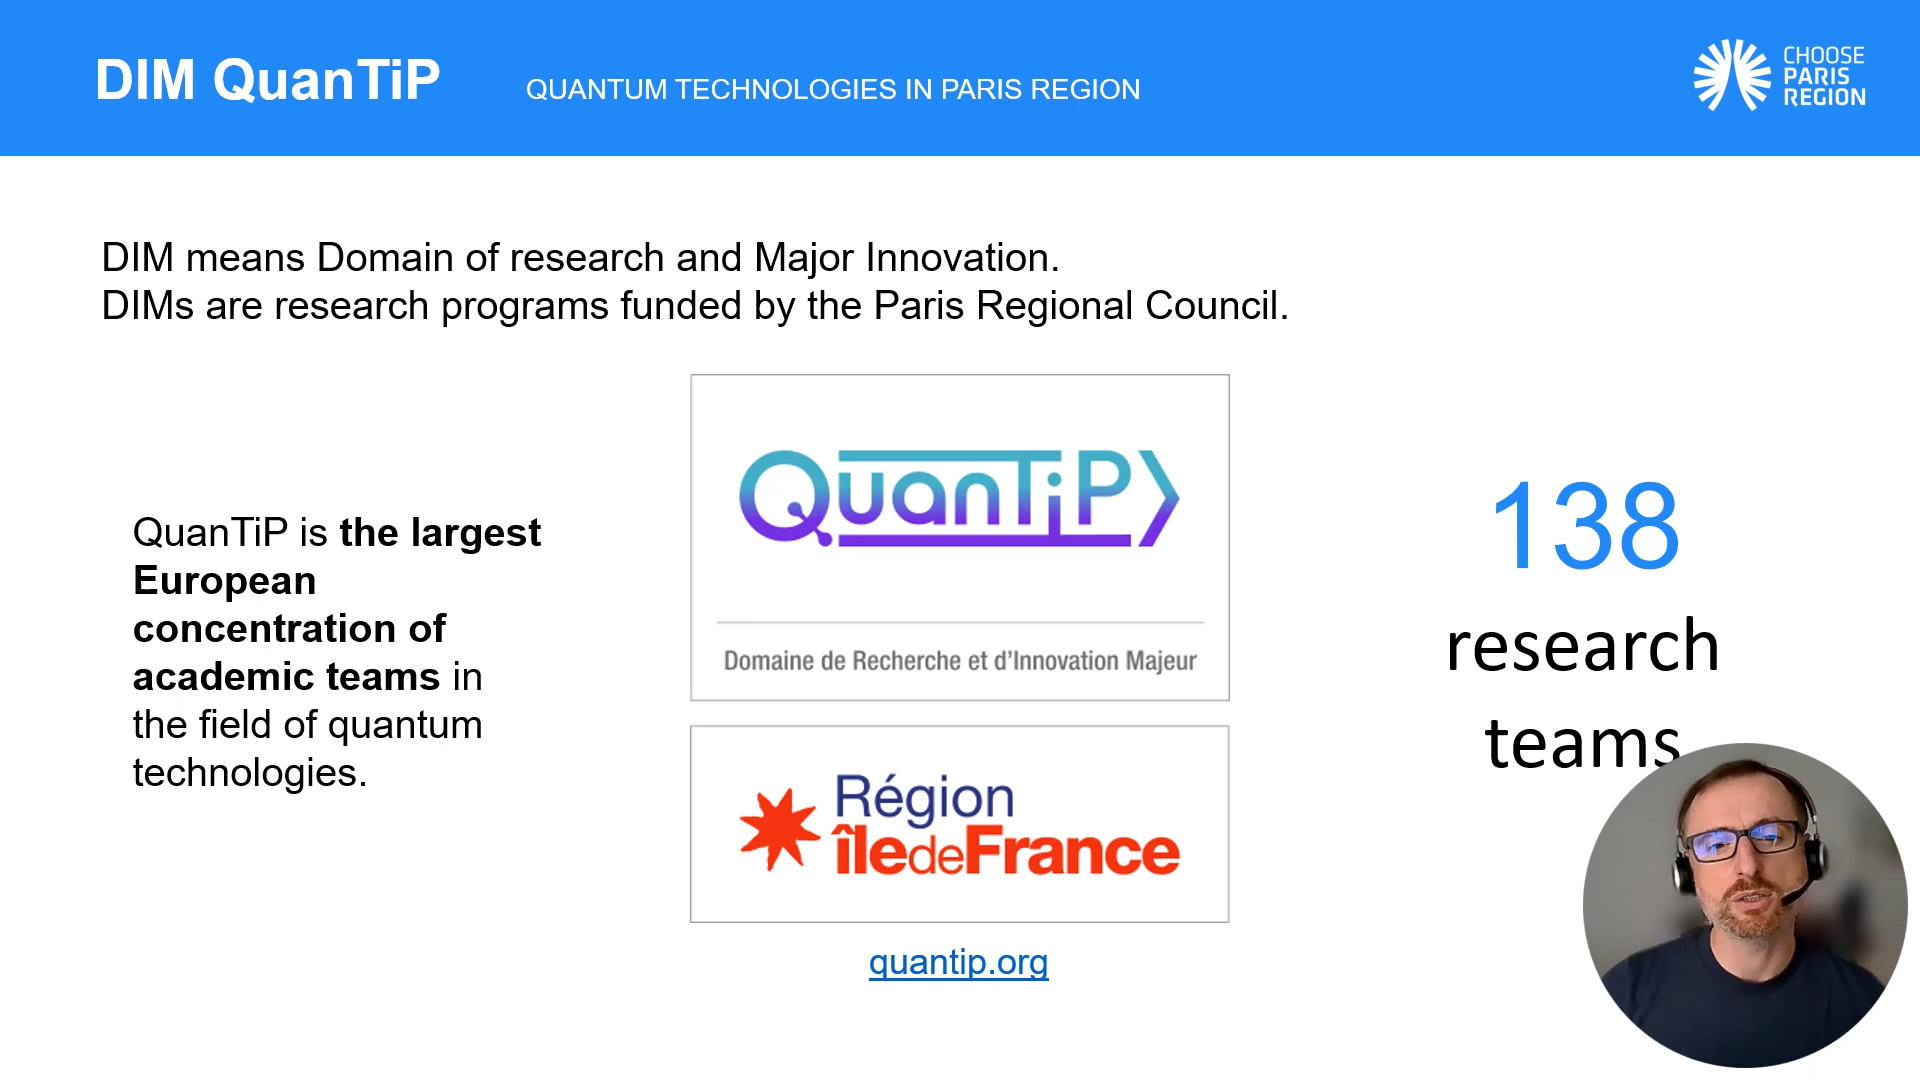 DIM QuanTiP
QUANTUM TECHNOLOGIES IN PARIS REGION
CHOOSE
PARIS
REGION
DIM means Domain of research and Major Innovation.
DIMs are research programs funded by the Paris Regional Council.
QuanTiP is the largest
European
concentration of
academic teams in
the field of quantum
technologies.
QuanTiP
Domaine de Recherche et d'Innovation Majeur
Région
îledeFrance
quantip.org
138
research
teams